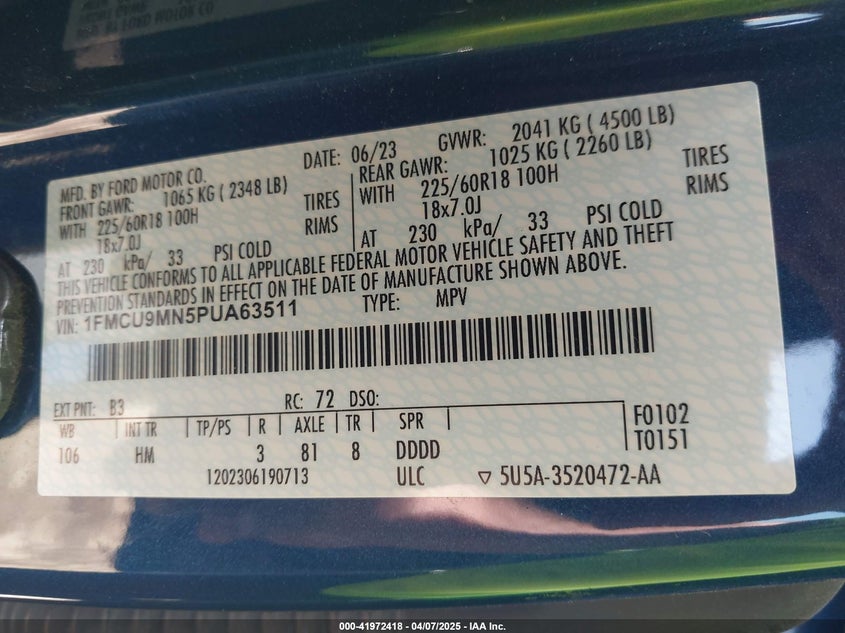 MFD. BY FORD MOTOR CO.
DATE: 06/23 GVWR: 2041 KG ( 4500 LB)
FRONT GAWR: 1065 KG ( 2348 LB)
WITH 225/60R18 100H TIRES
18x7.0J RIMS
AT 230 kPa/ 33 PSI COLD
REAR GAWR: 1025 KG ( 2260 LB)
WITH 225/60R18 100H TIRES
18x7.0J RIMS
AT 230 kPa/ 33 PSI COLD
THIS VEHICLE CONFORMS TO ALL APPLICABLE FEDERAL MOTOR VEHICLE SAFETY AND THEFT
PREVENTION STANDARDS IN EFFECT ON THE DATE OF MANUFACTURE SHOWN ABOVE.
VIN: 1FMCU9MN5PUA63511 TYPE: MPV
EXT PNT: B3 RC: 72 DSO:
WB | INT TR | TP/PS | R | AXLE | TR | SPR | F0102
106 HM 3 81 8 DDDD T0151
1202306190713 ULC ▽ 5U5A-3520472-AA
000-41972418 | 04/07/2025 - IAA Inc.